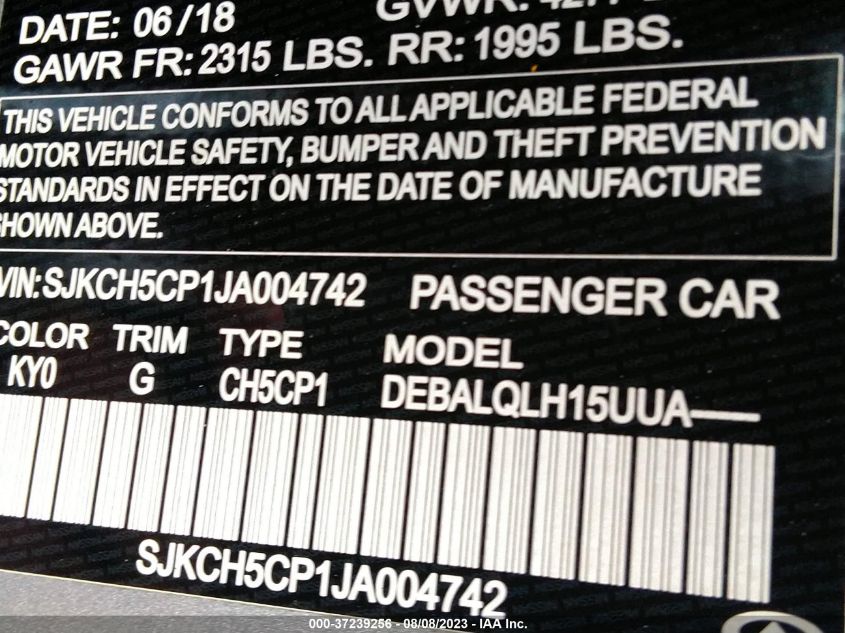 DATE: 06/18 GVWR:
GAWR FR: 2315 LBS. RR: 1995 LBS.
THIS VEHICLE CONFORMS TO ALL APPLICABLE FEDERAL
MOTOR VEHICLE SAFETY, BUMPER AND THEFT PREVENTION
STANDARDS IN EFFECT ON THE DATE OF MANUFACTURE
SHOWN ABOVE.
VIN: SJKCH5CP1JA004742 PASSENGER CAR
COLOR TRIM TYPE MODEL
KY0 G CH5CP1 DEBALQLH15UUA—
SJKCH5CP1JA004742
000-37239256 - 08/08/2023 - IAA Inc.